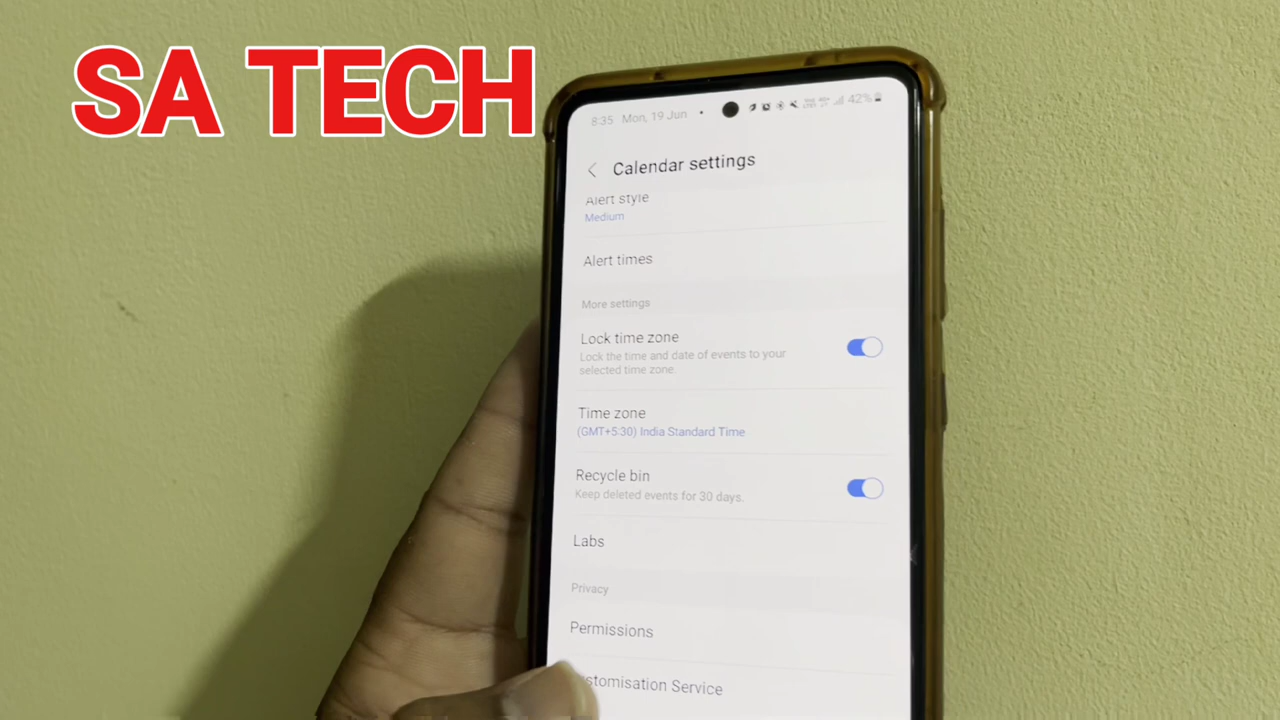 SA TECH
8:35 Mon, 19 Jun
42%
Calendar settings
Alert style
Medium
Alert times
More settings
Lock time zone
Lock the time and date of events to your
selected time zone.
Time zone
(GMT+5:30) India Standard Time
Recycle bin
Keep deleted events for 30 days.
Labs
Privacy
Permissions
stomisation Service